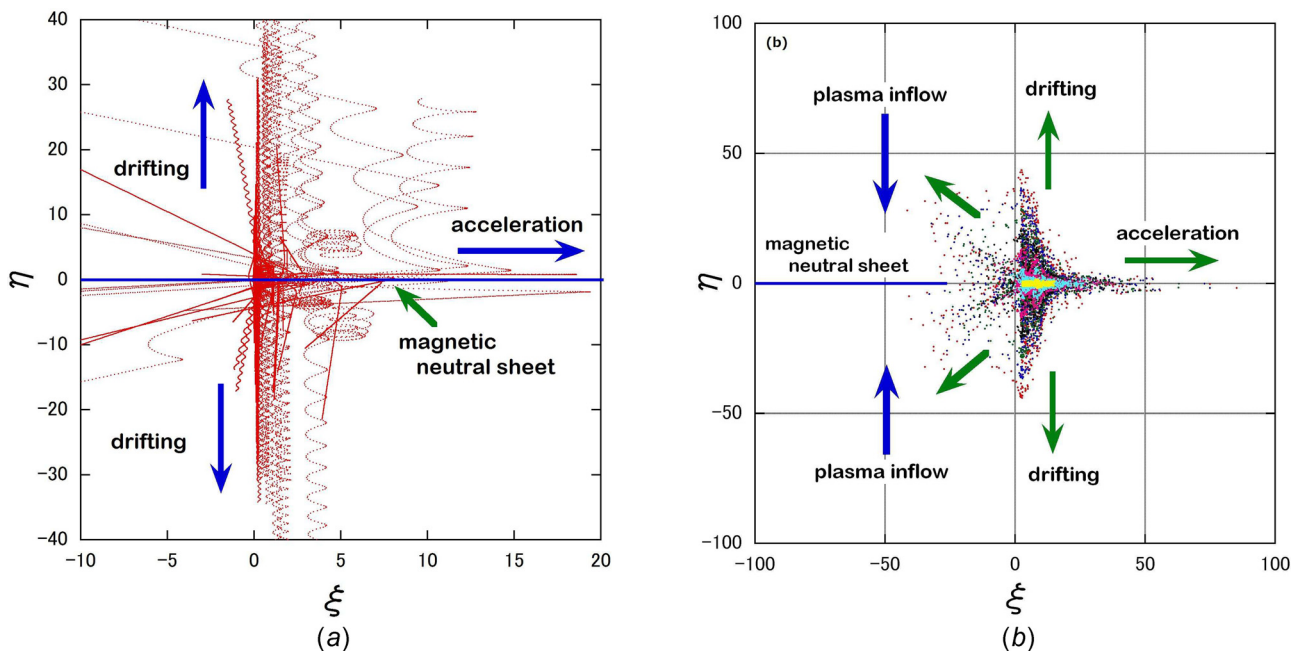 40
30
20
10
0
−10
−20
−30
−40
η
−10
−5
0
5
10
15
20
ξ
drifting
acceleration
magnetic
neutral sheet
drifting
(a)
(b)
100
50
0
−50
−100
η
−100
−50
0
50
100
ξ
plasma inflow
drifting
magnetic
neutral sheet
acceleration
plasma inflow
drifting
(b)